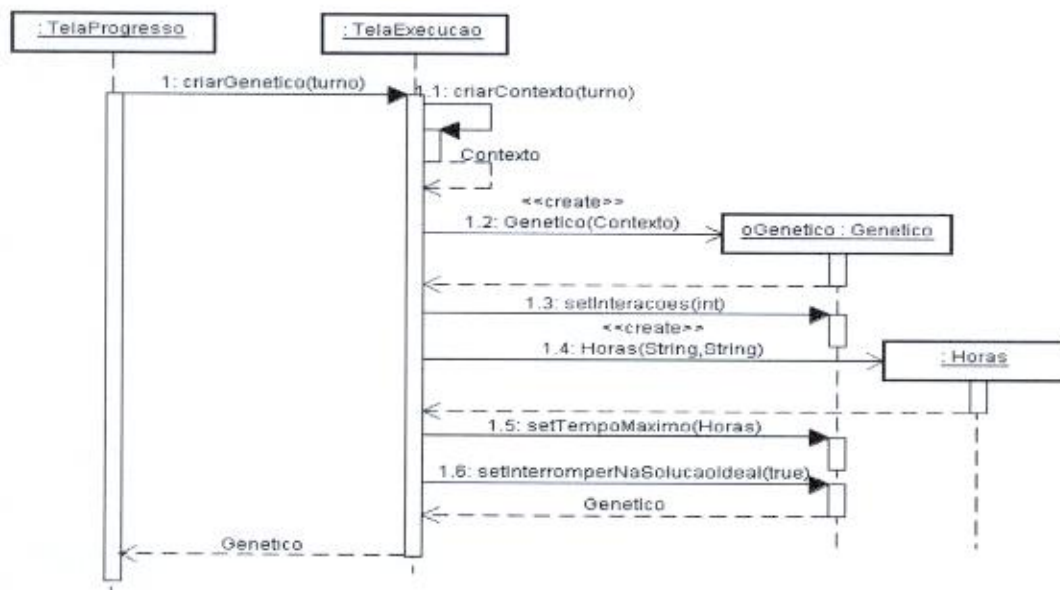 : TelaProgresso
: TelaExecucao
1: criarGenetico(turno)
1.1: criarContexto(turno)
Contexto
<<create>>
1.2: Genetico(Contexto)
oGenetico : Genetico
1.3: setInteracoes(int)
<<create>>
1.4: Horas(String,String)
: Horas
1.5: setTempoMaximo(Horas)
1.6: setInterromperNaSolucaoIdeal(true)
Genetico
Genetico